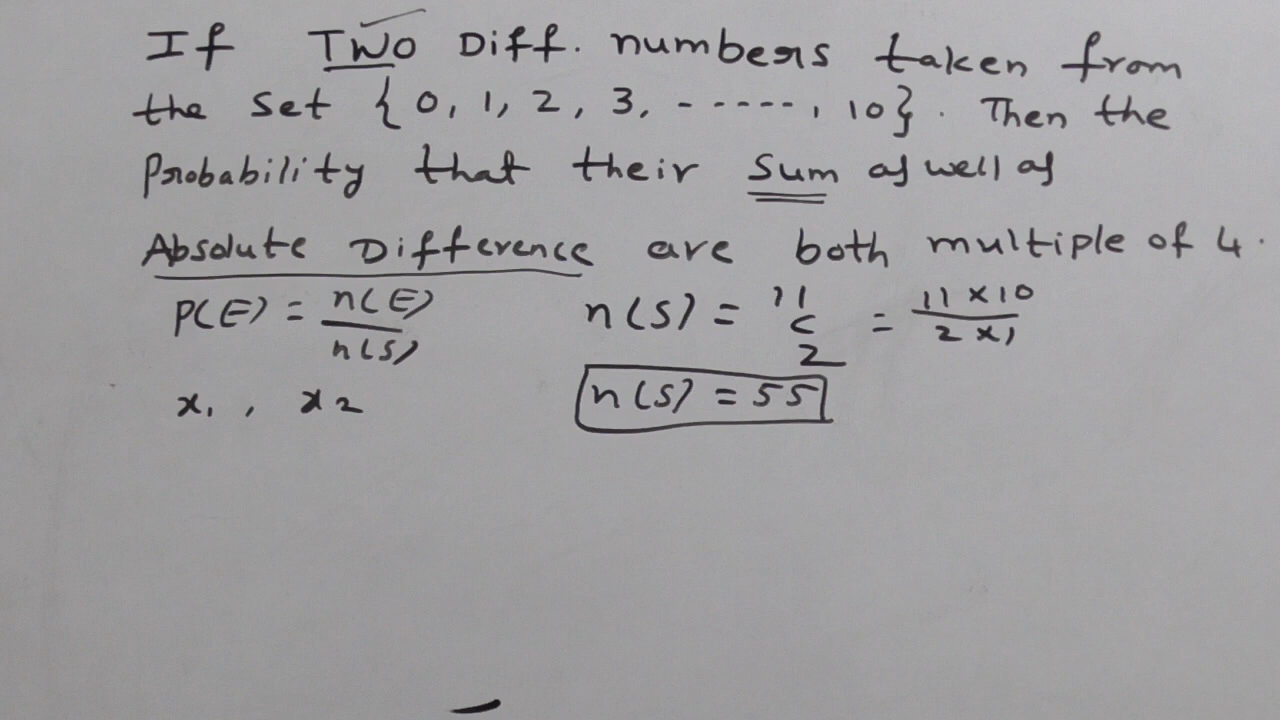 If TWO Diff. numbers taken from
the set {0, 1, 2, 3, ------, 10}. Then the
Probability that their Sum as well as
Absolute Difference are both multiple of 4.
P(E) = n(E)/n(S) n(S) = ¹¹C₂ = 11 × 10/2 × 1
x₁, x₂ n(S) = 55